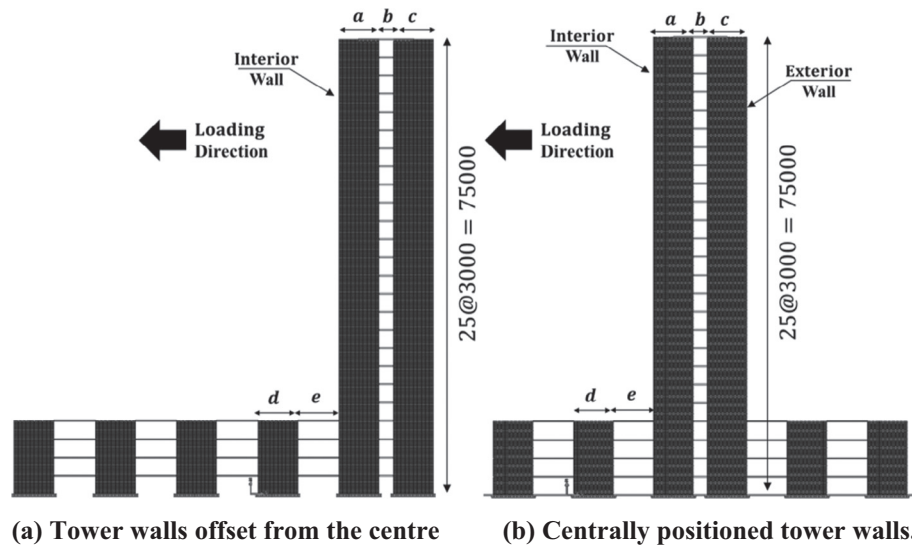 a b c
Interior
Wall
Loading
Direction
25@3000 = 75000
d e
(a) Tower walls offset from the centre
a b c
Interior
Wall
Exterior
Wall
Loading
Direction
25@3000 = 75000
d e
(b) Centrally positioned tower walls.